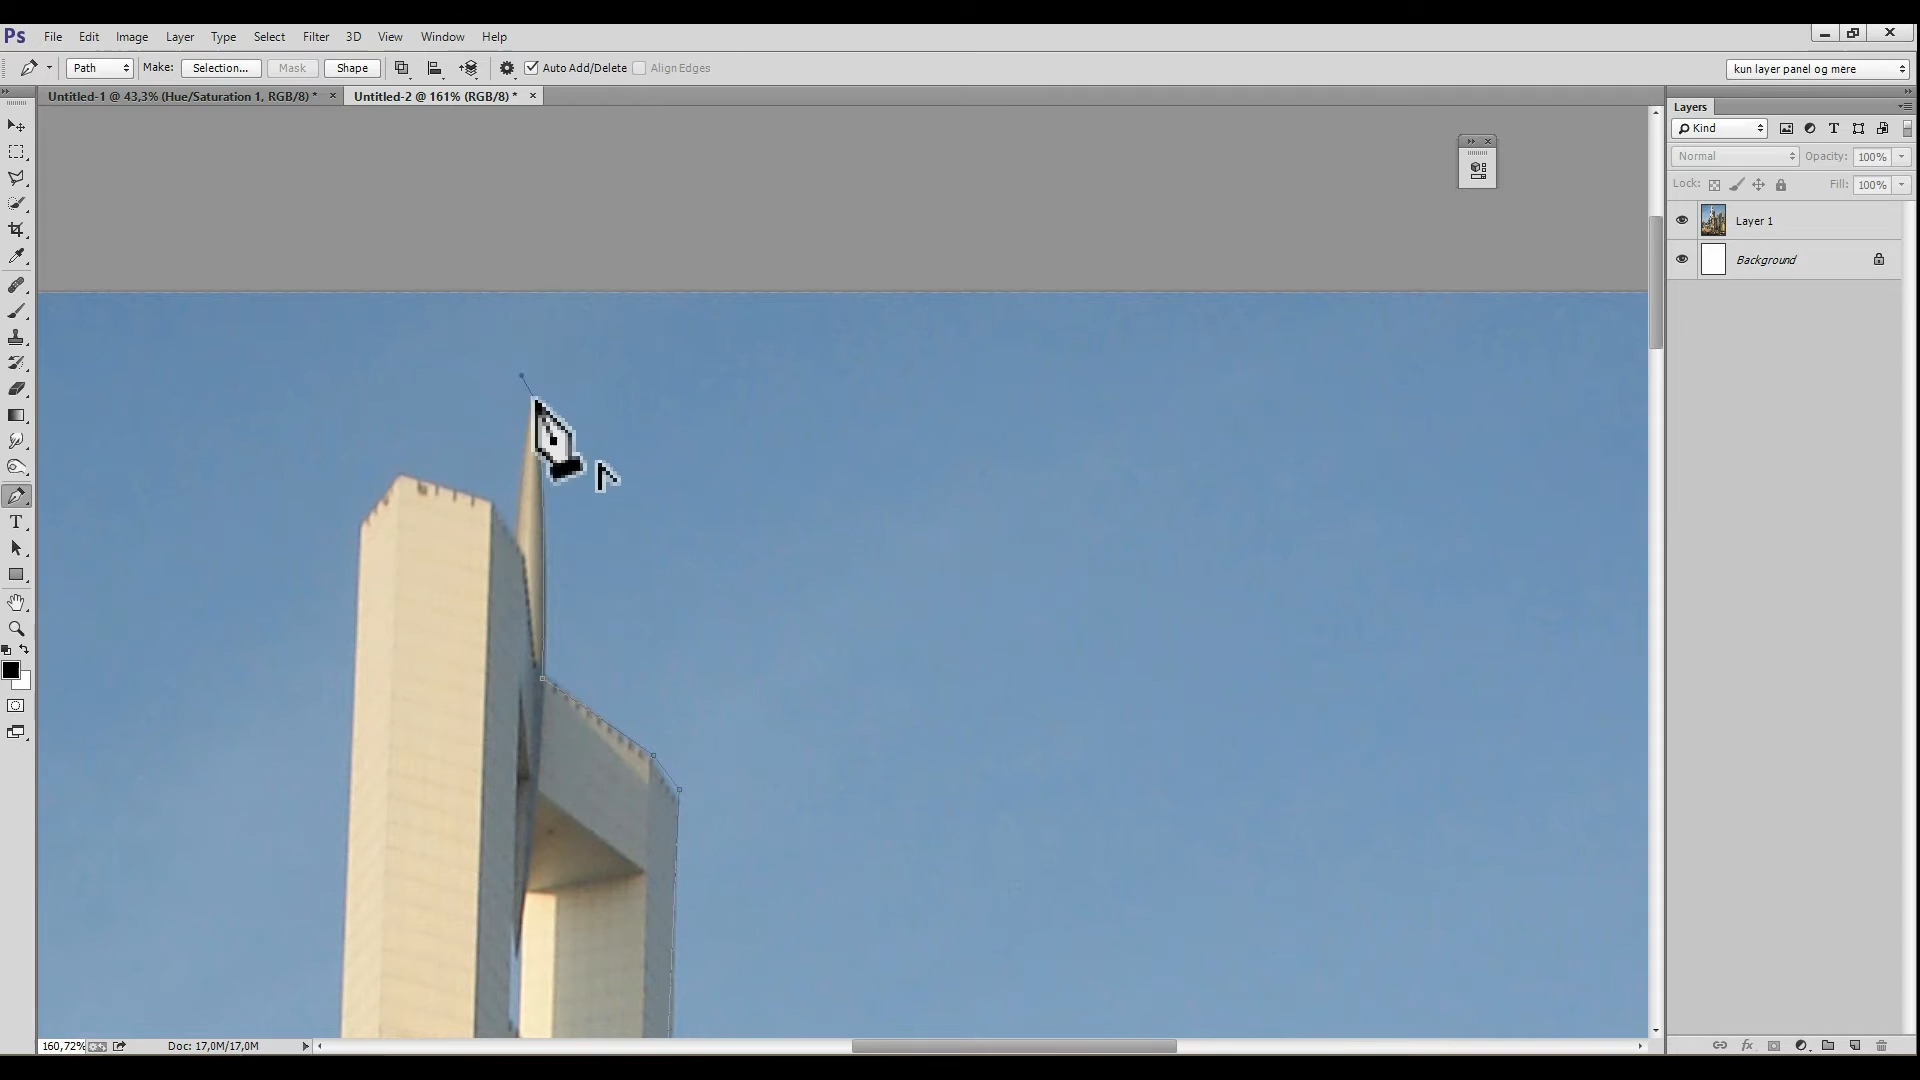 Ps File Edit Image Layer Type Select Filter 3D View Window Help
Path Make: Selection... Mask Shape Auto Add/Delete Align Edges kun layer panel og mere
Untitled-1 @ 43,3% (Hue/Saturation 1, RGB/8) * × Untitled-2 @ 161% (RGB/8) * ×
Layers
Kind
Normal Opacity: 100%
Lock: Fill: 100%
Layer 1
Background
160,72% Doc: 17,0M/17,0M